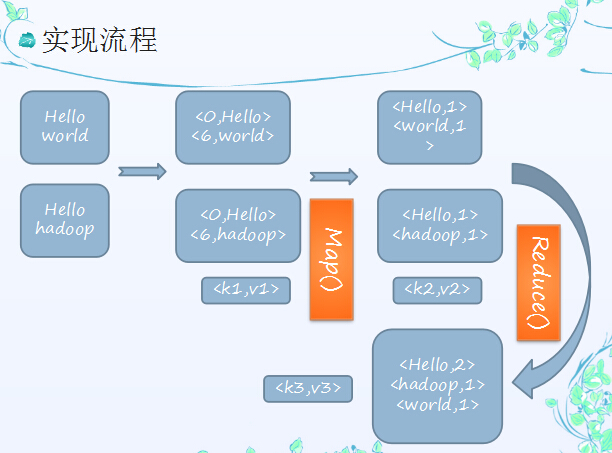 实现流程
Hello
world
<0,Hello>
<6,world>
<Hello,1>
<world,1
>
Hello
hadoop
<0,Hello>
<6,hadoop>
Map()
<Hello,1>
<hadoop,1>
Reduce()
<k1,v1>
<k2,v2>
<k3,v3>
<Hello,2>
<hadoop,1>
<world,1>